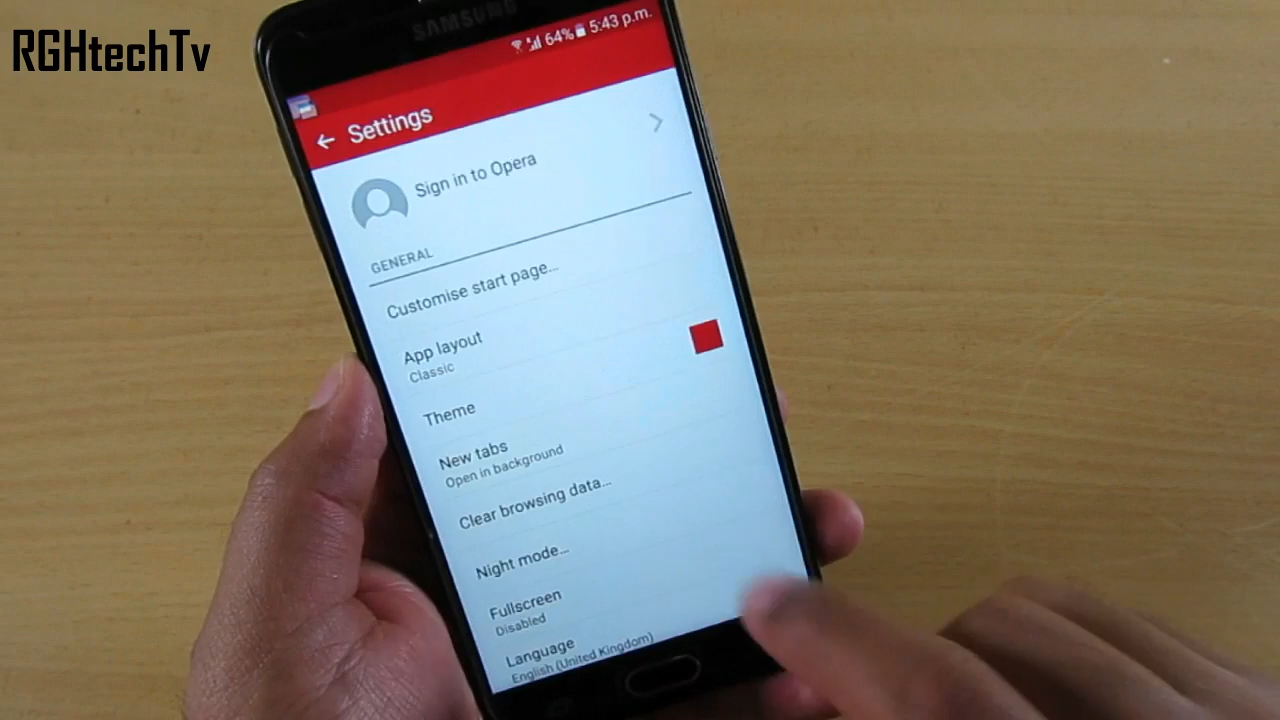 RGHtechTv
SAMSUNG
64% 5:43 p.m.
Settings
Sign in to Opera
GENERAL
Customise start page...
App layout
Classic
Theme
New tabs
Open in background
Clear browsing data...
Night mode...
Fullscreen
Disabled
Language
English (United Kingdom)